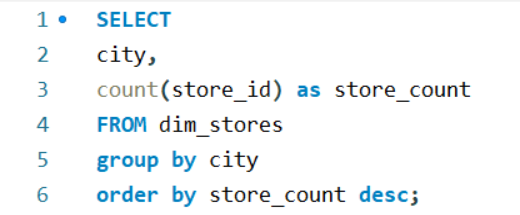 1 SELECT
2 city,
3 count(store_id) as store_count
4 FROM dim_stores
5 group by city
6 order by store_count desc;